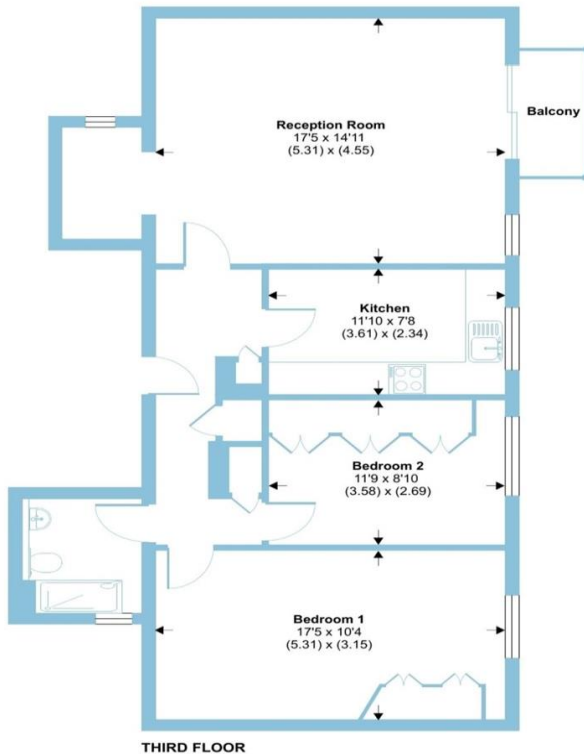 Reception Room
17'5 x 14'11
(5.31) x (4.55)
Balcony
Kitchen
11'10 x 7'8
(3.61) x (2.34)
Bedroom 2
11'9 x 8'10
(3.58) x (2.69)
Bedroom 1
17'5 x 10'4
(5.31) x (3.15)
THIRD FLOOR